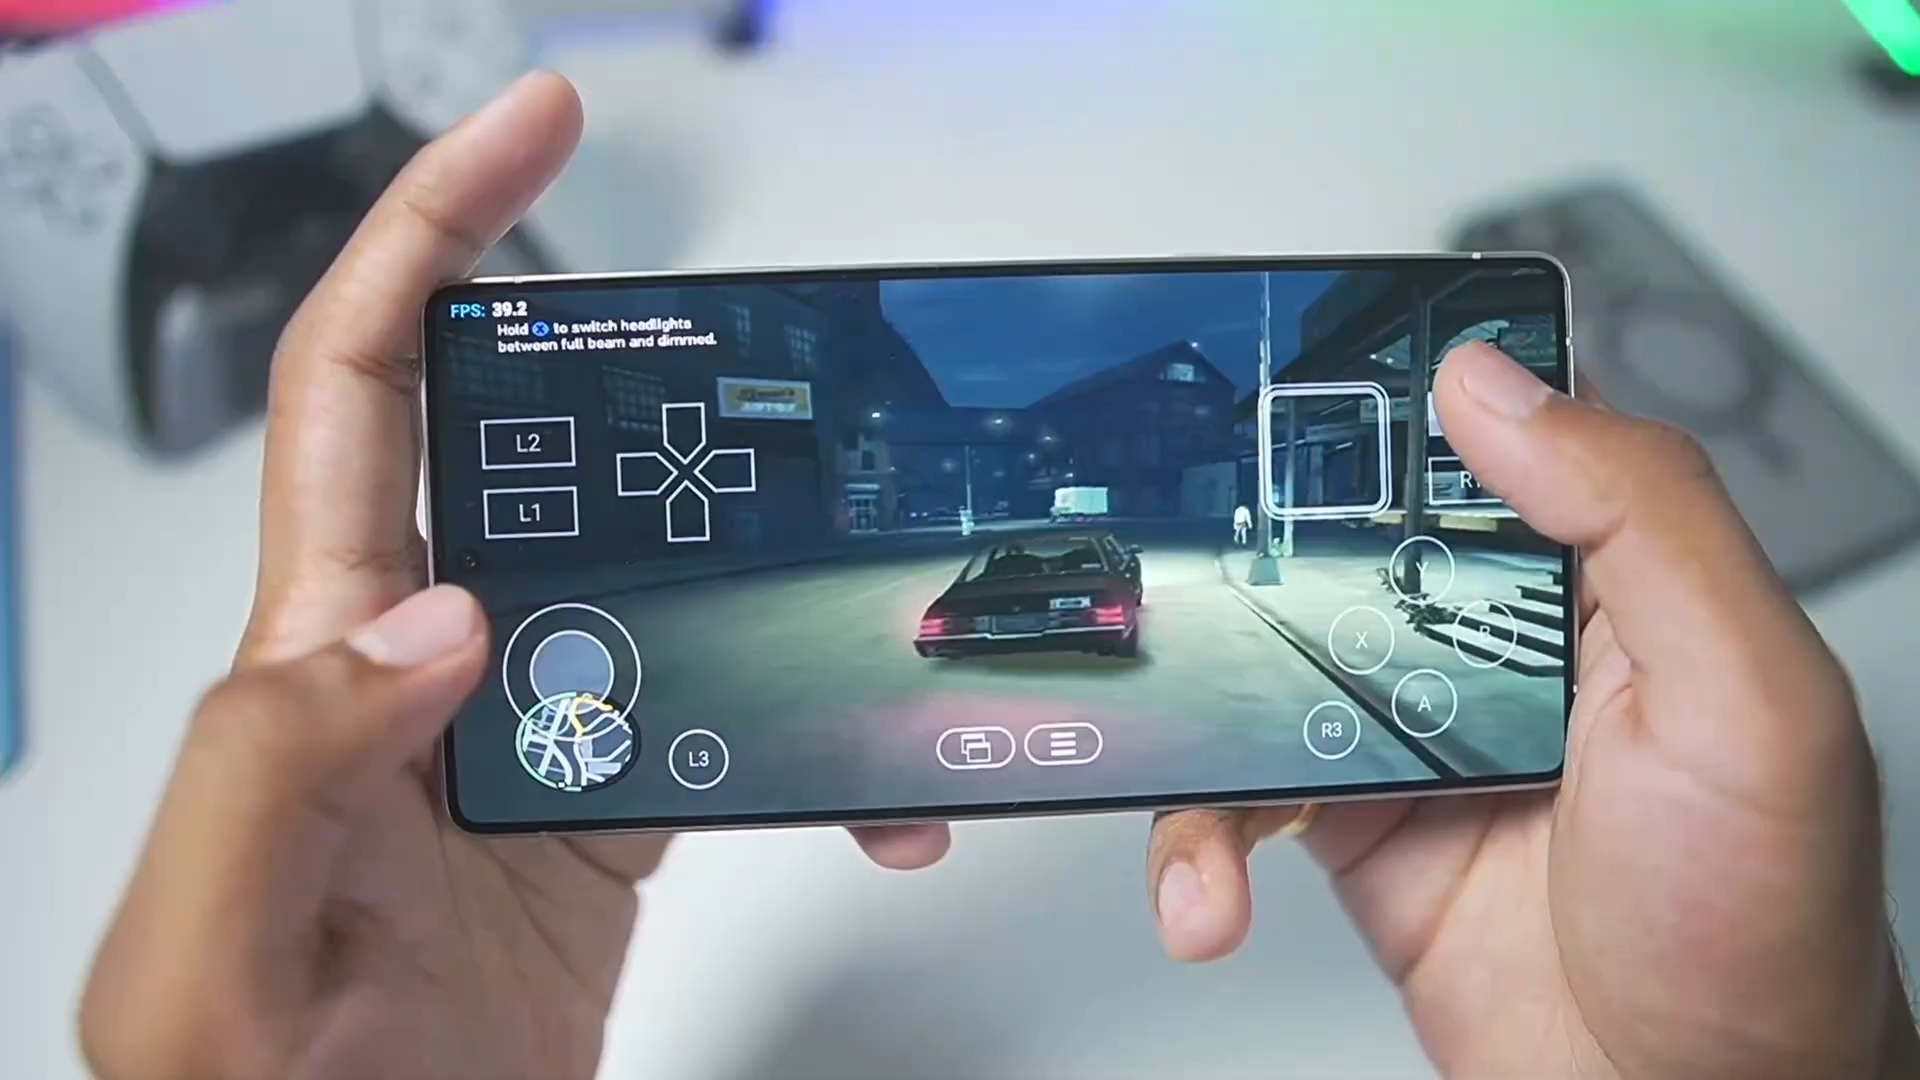 FPS: 39.2
Hold X to switch headlights
between full beam and dimmed.
L2
L1
Y
X
B
A
L3
R3